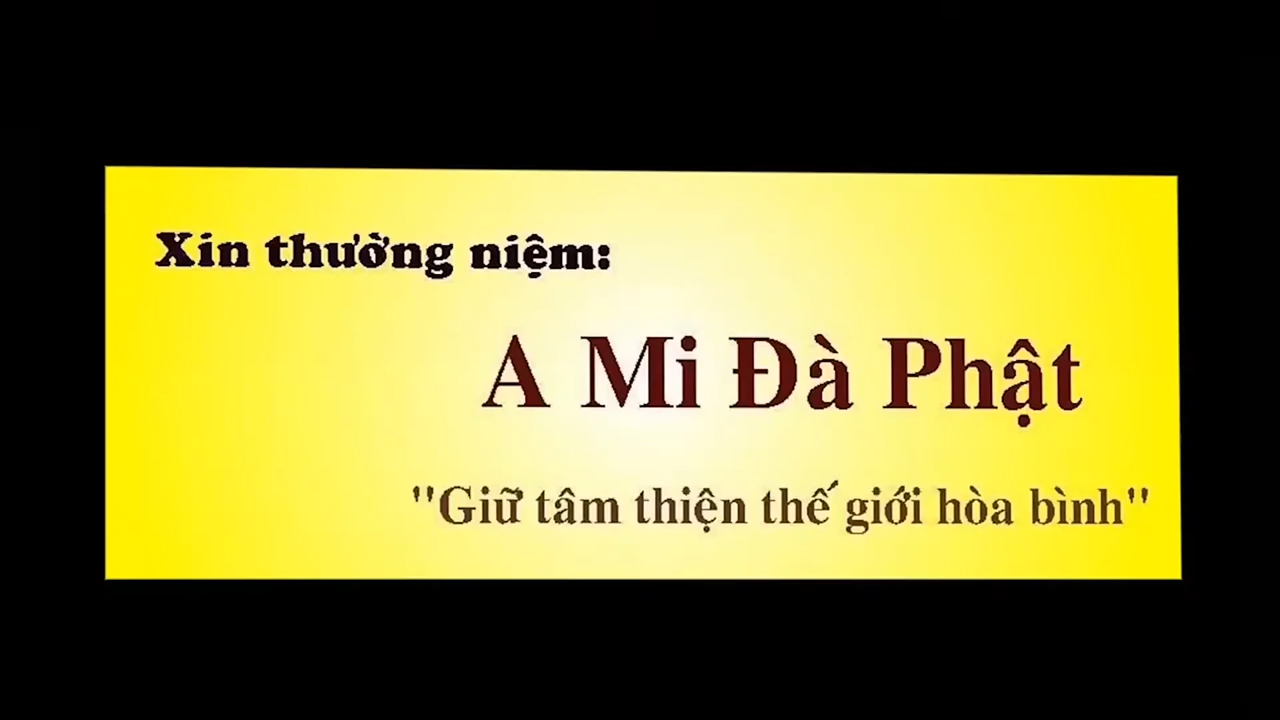 Xin thường niệm:
A Mi Đà Phật
"Giữ tâm thiện thế giới hòa bình"